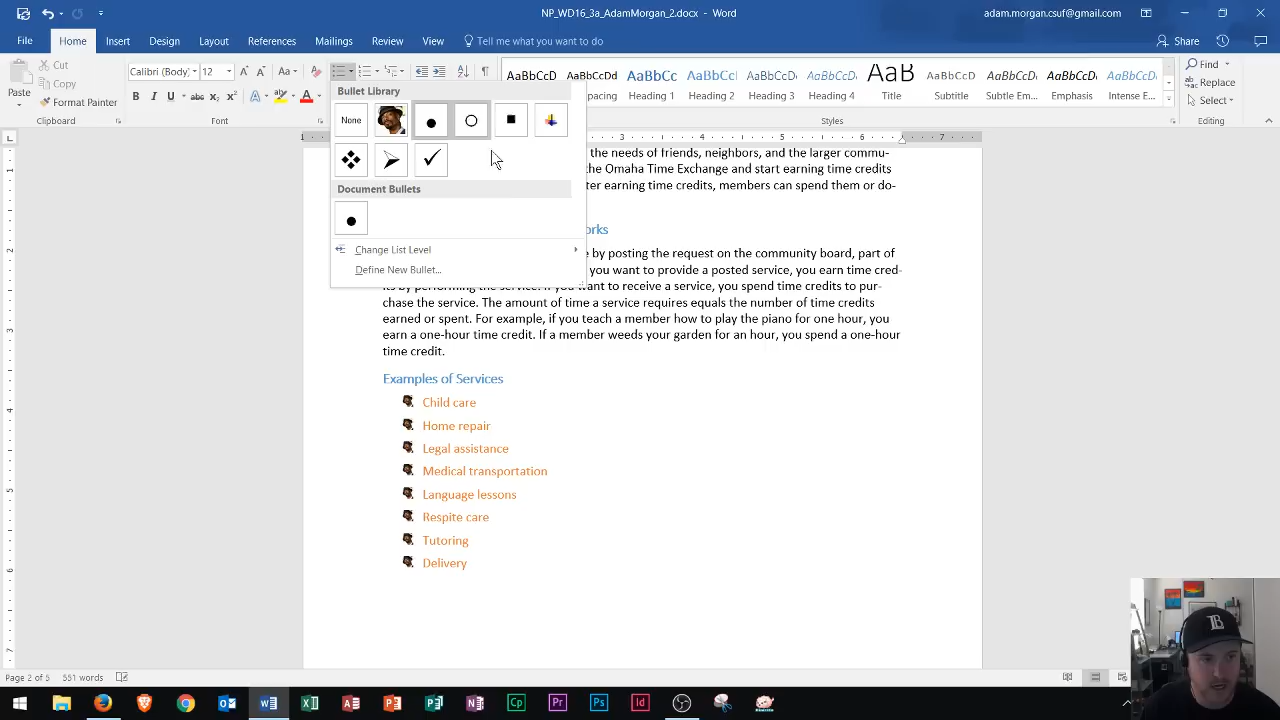 NP_WD16_3a_AdamMorgan_2.docx - Word
adam.morgan.csuf@gmail.com
File Home Insert Draw Design Layout References Mailings Review View Tell me what you want to do Share
Paste
Cut
Copy
Format Painter
Clipboard
Calibri (Body) 12
Font
Bullet Library
None
Document Bullets
Change List Level
Define New Bullet...
AaBbCcD AaBbCcDd AaBbCc AaBbCcD AaBbCcDd AaBbCcD AaB AaBbCcD AaBbCcDd AaBbCcDd AaBbCcDd
Spacing Heading 1 Heading 2 Heading 3 Heading 4 Title Subtitle Subtle Em... Emphasis Intense E...
Styles
Find
Replace
Select
Editing
the needs of friends, neighbors, and the larger commu-
the Omaha Time Exchange and start earning time credits
ter earning time credits, members can spend them or do-
orks
e by posting the request on the community board, part of
you want to provide a posted service, you earn time cred-
its by performing the service. If you want to receive a service, you spend time credits to pur-
chase the service. The amount of time a service requires equals the number of time credits
earned or spent. For example, if you teach a member how to play the piano for one hour, you
earn a one-hour time credit. If a member weeds your garden for an hour, you spend a one-hour
time credit.
Examples of Services
Child care
Home repair
Legal assistance
Medical transportation
Language lessons
Respite care
Tutoring
Delivery
Page 2 of 5 551 words